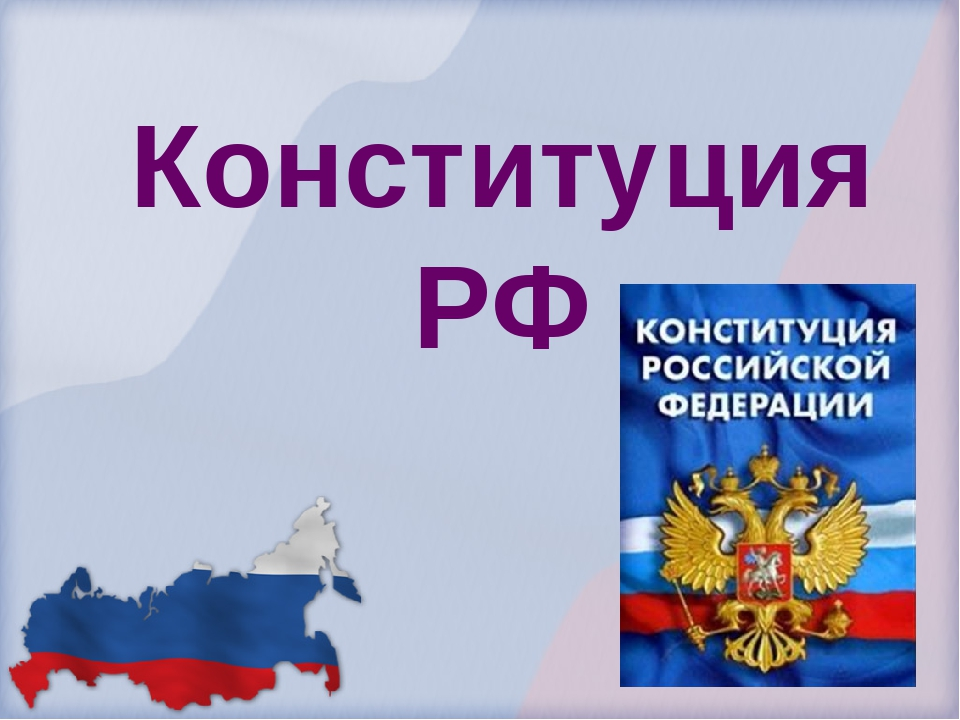 Конституция
РФ
КОНСТИТУЦИЯ
РОССИЙСКОЙ
ФЕДЕРАЦИИ